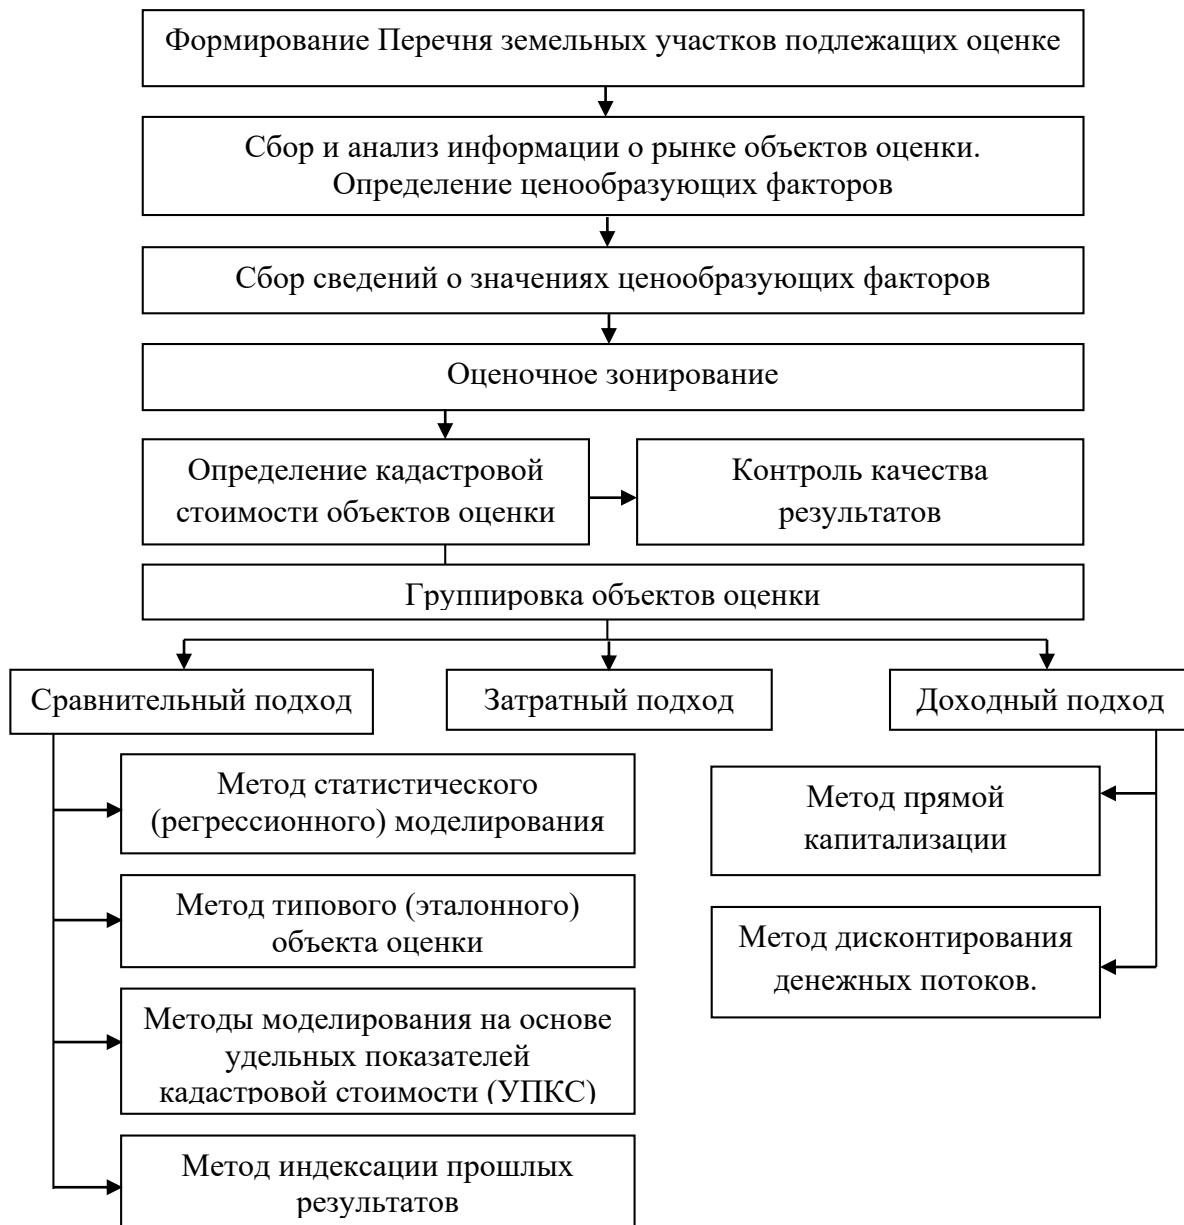 Формирование Перечня земельных участков подлежащих оценке
Сбор и анализ информации о рынке объектов оценки.
Определение ценообразующих факторов
Сбор сведений о значениях ценообразующих факторов
Оценочное зонирование
Определение кадастровой
стоимости объектов оценки
Контроль качества
результатов
Группировка объектов оценки
Сравнительный подход
Затратный подход
Доходный подход
Метод статистического
(регрессионного) моделирования
Метод типового (эталонного)
объекта оценки
Методы моделирования на основе
удельных показателей
кадастровой стоимости (УПКС)
Метод индексации прошлых
результатов
Метод прямой
капитализации
Метод дисконтирования
денежных потоков.